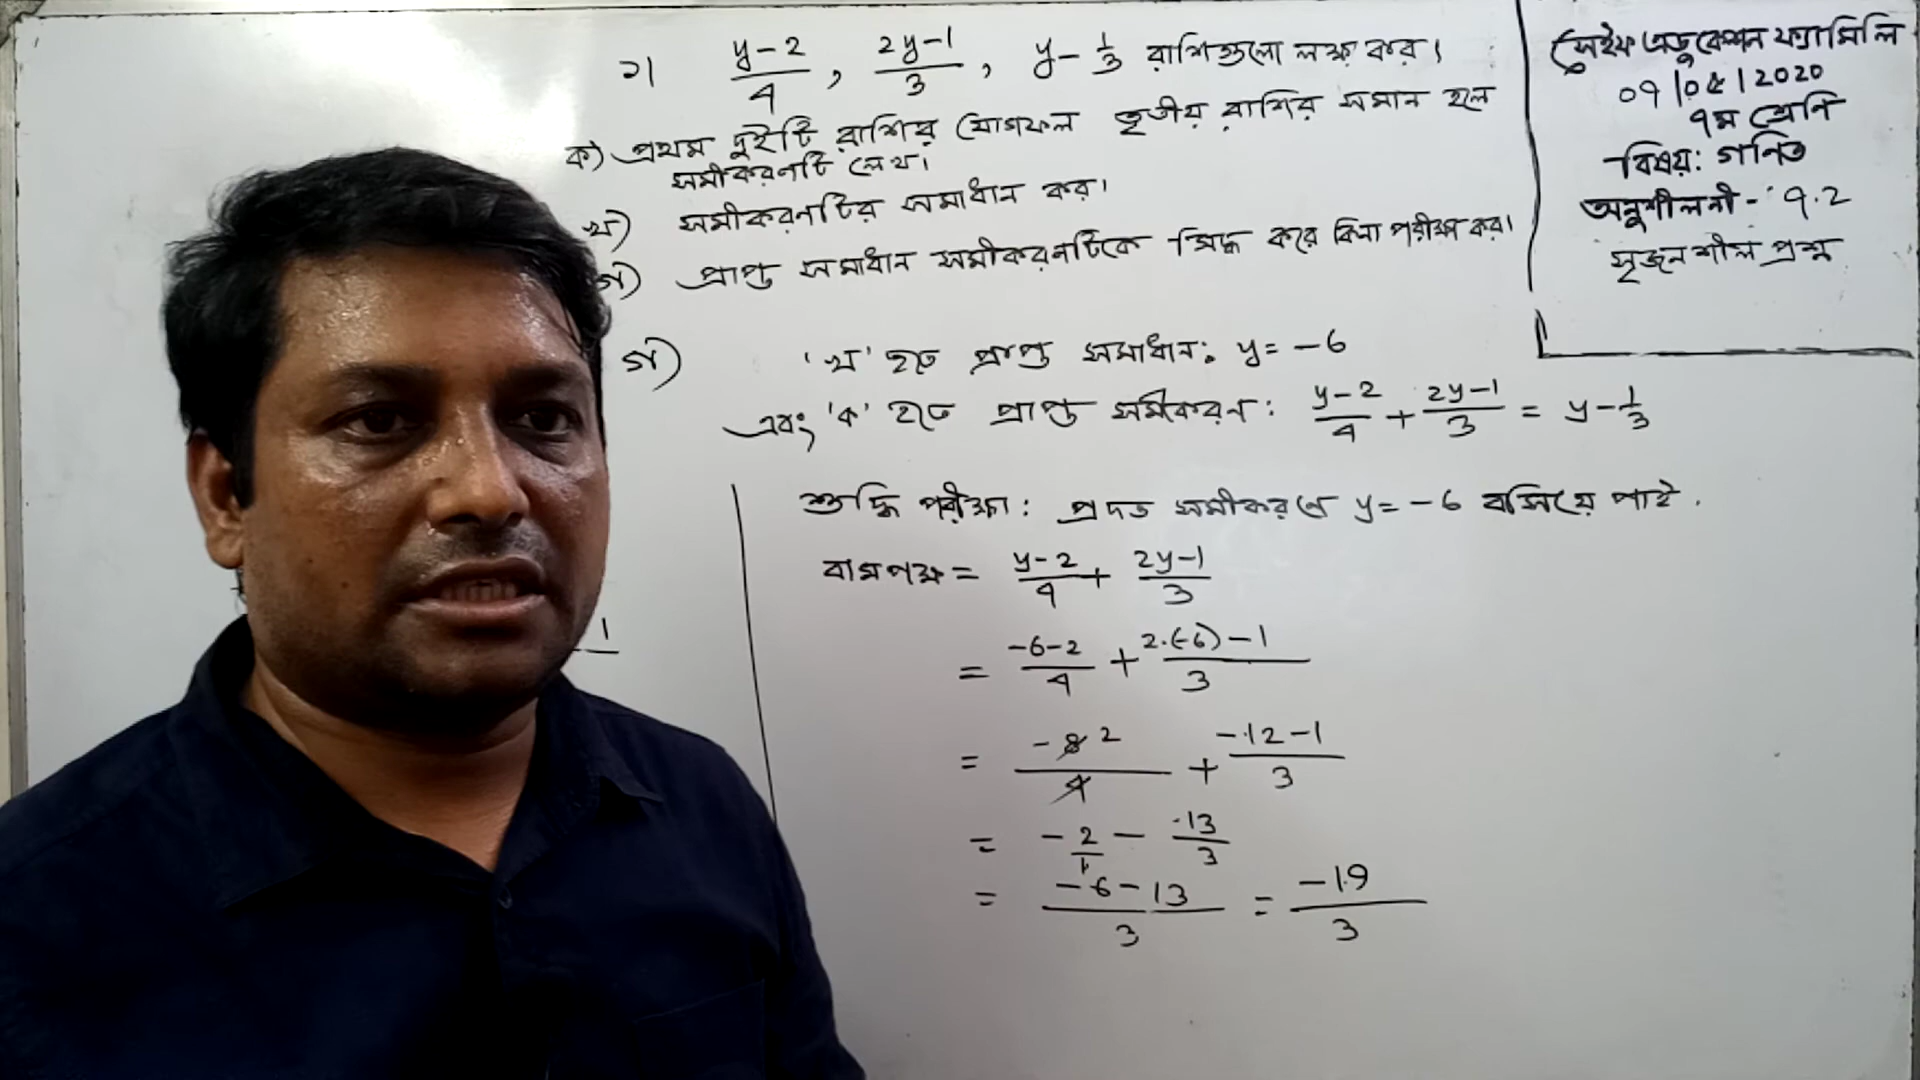 ২। y-2/4 , 2y-1/3 , y-1/3 রাশিগুলো লক্ষ্য কর।
ক) প্রথম দুইটি রাশির যোগফল তৃতীয় রাশির সমান হলে
সমীকরণটি লেখ।
খ) সমীকরণটির সমাধান কর।
গ) প্রাপ্ত সমাধান সমীকরণটিকে সিদ্ধ করে কিনা পরীক্ষা কর।
সেইফ এডুকেশন ফ্যামিলি
০৭/০৫/2020
৭ম শ্রেণি
বিষয়: গনিত
অনুশীলনী- ৭.2
সৃজনশীল প্রশ্ন
গ) 'খ' হতে প্রাপ্ত সমাধান: y = -6
এবং 'ক' হতে প্রাপ্ত সমীকরণ: y-2/4 + 2y-1/3 = y-1/3
শুদ্ধি পরীক্ষা: প্রদত্ত সমীকরণে y = -6 বসিয়ে পাই.
বামপক্ষ = y-2/4 + 2y-1/3
= -6-2/4 + 2.(-6)-1/3
1
= -8 2/4 + -12-1/3
= -2/1 - 13/3
= -6-13/3 = -19/3